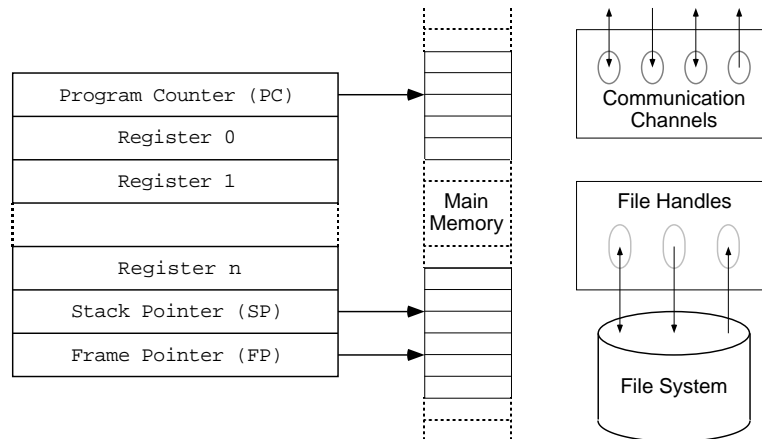 Program Counter (PC)
Register 0
Register 1
Register n
Stack Pointer (SP)
Frame Pointer (FP)
Main
Memory
Communication
Channels
File Handles
File System